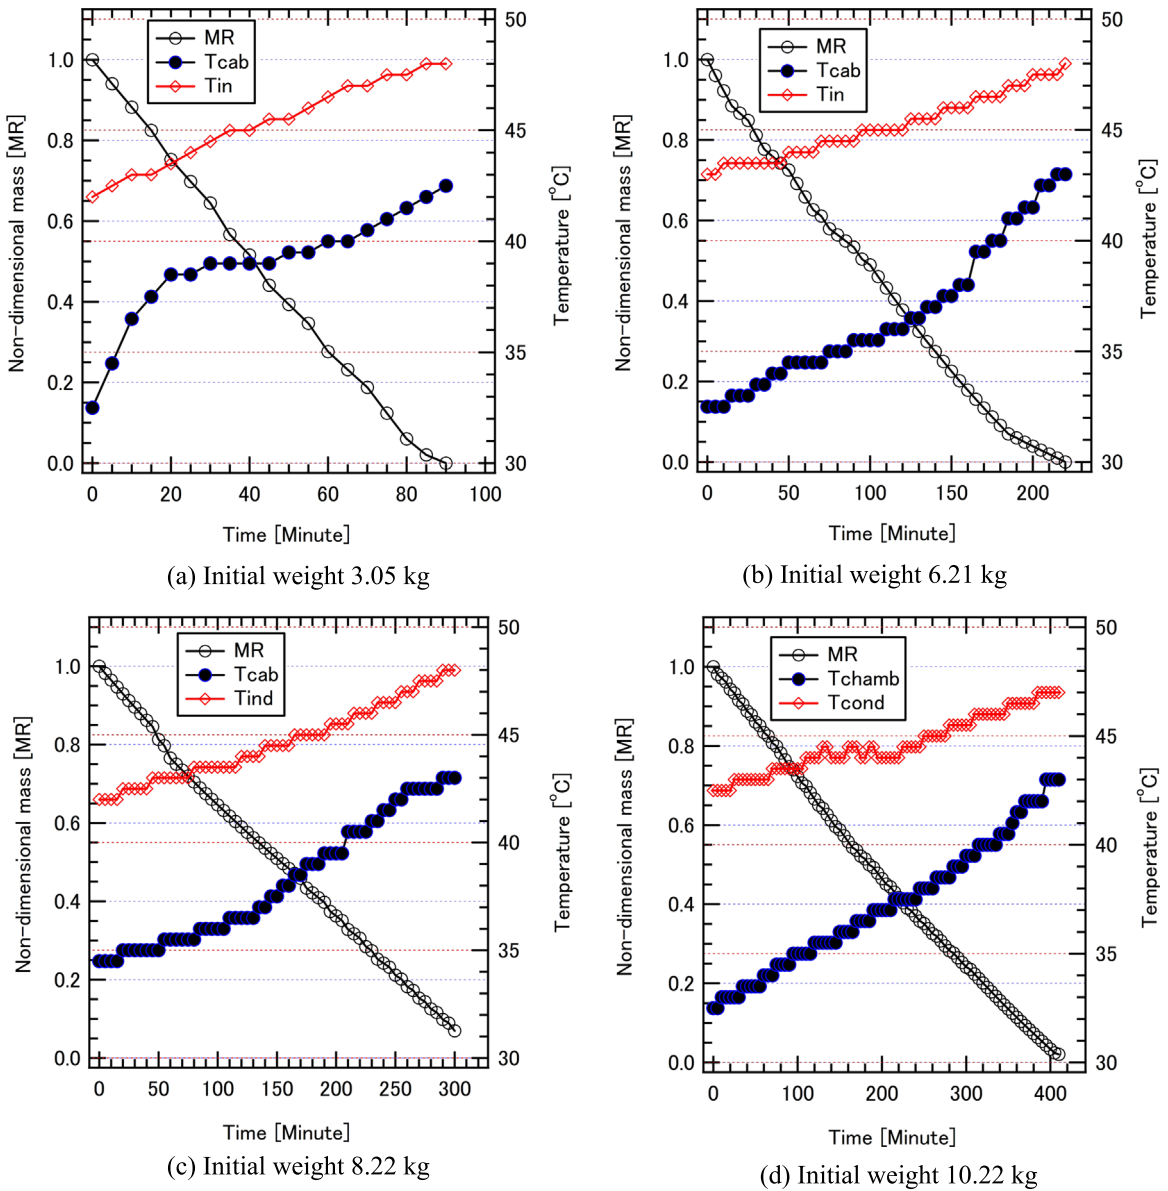 MR
Tcab
Tin
50
45
40
35
30
1.0
0.8
0.6
0.4
0.2
0.0
0 20 40 60 80 100
Non-dimensional mass [MR]
Temperature [°C]
Time [Minute]
(a) Initial weight 3.05 kg
MR
Tcab
Tin
50
45
40
35
30
1.0
0.8
0.6
0.4
0.2
0.0
0 50 100 150 200
Non-dimensional mass [MR]
Temperature [°C]
Time [Minute]
(b) Initial weight 6.21 kg
MR
Tcab
Tind
50
45
40
35
30
1.0
0.8
0.6
0.4
0.2
0.0
0 50 100 150 200 250 300
Non-dimensional mass [MR]
Temperature [°C]
Time [Minute]
(c) Initial weight 8.22 kg
MR
Tchamb
Tcond
50
45
40
35
30
1.0
0.8
0.6
0.4
0.2
0.0
0 100 200 300 400
Non-dimensional mass [MR]
Temperature [°C]
Time [Minute]
(d) Initial weight 10.22 kg